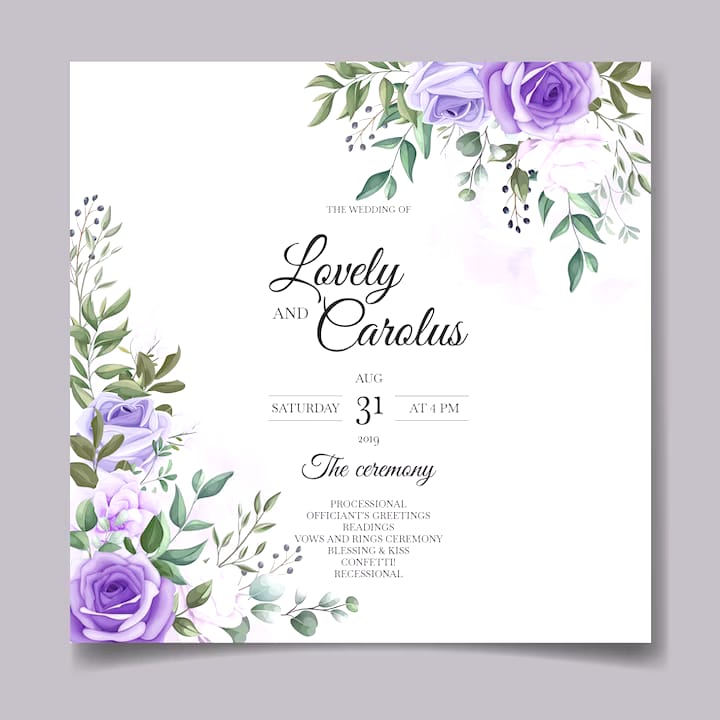 THE WEDDING OF
Lovely
AND Carolus
AUG
SATURDAY 31 AT 4 PM
2019
The ceremony
PROCESSIONAL
OFFICIANT'S GREETINGS
READINGS
VOWS AND RINGS CEREMONY
BLESSING & KISS
CONFETTI!
RECESSIONAL